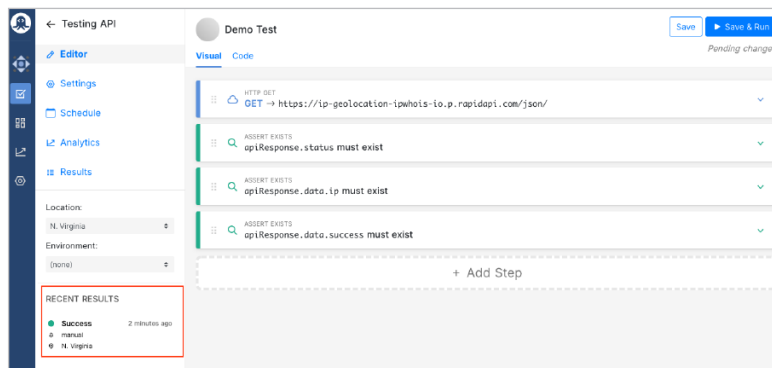 ← Testing API
Editor
Settings
Schedule
Analytics
Results
Location:
N. Virginia
Environment:
(none)
RECENT RESULTS
Success 2 minutes ago
manual
N. Virginia
Demo Test
Save Save & Run
Pending change
Visual Code
HTTP GET
GET → https://ip-geolocation-ipwhois-io.p.rapidapi.com/json/
ASSERT EXISTS
apiResponse.status must exist
ASSERT EXISTS
apiResponse.data.ip must exist
ASSERT EXISTS
apiResponse.data.success must exist
+ Add Step